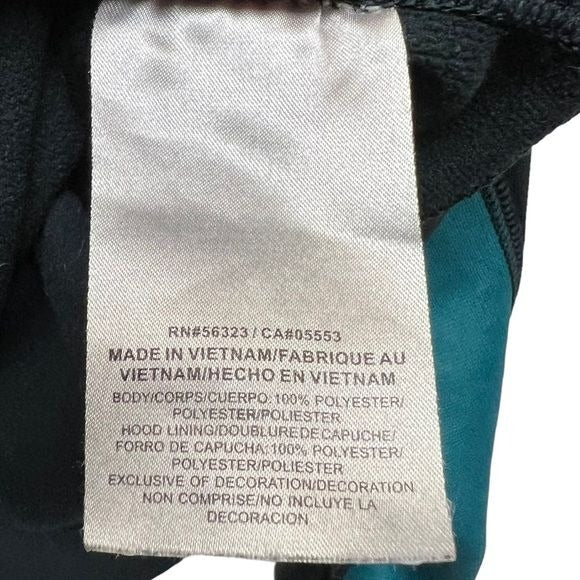 RN#56323 / CA#05553
MADE IN VIETNAM/FABRIQUE AU
VIETNAM/HECHO EN VIETNAM
BODY/CORPS/CUERPO:100% POLYESTER/
POLYESTER/POLIESTER
HOOD LINING/DOUBLURE DE CAPUCHE/
FORRO DE CAPUCHA:100% POLYESTER/
POLYESTER/POLIESTER
EXCLUSIVE OF DECORATION/DECORATION
NON COMPRISE/NO INCLUYE LA
DECORACION